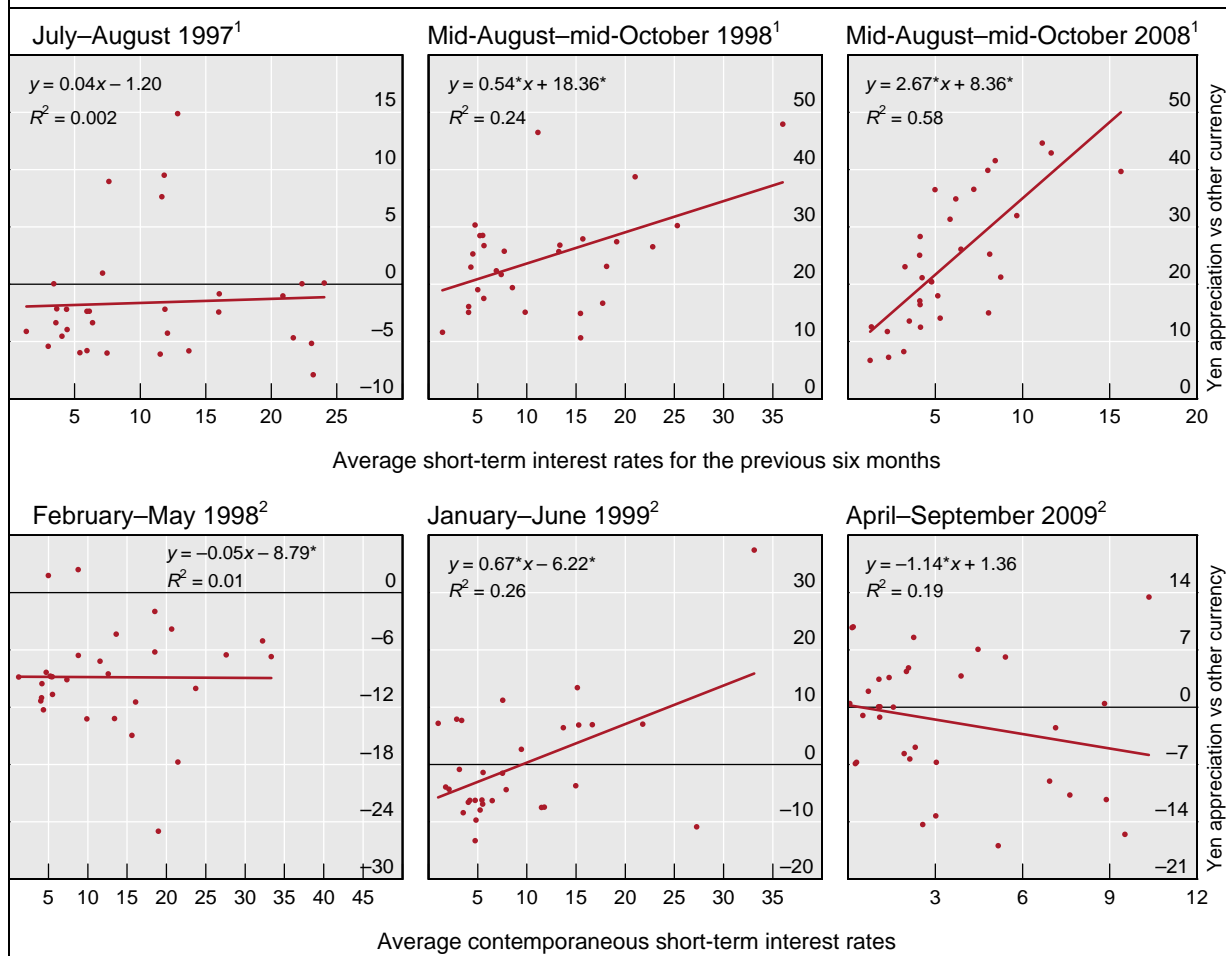 July–August 1997¹
y = 0.04x – 1.20
R² = 0.002
15
10
5
0
–5
–10
5 10 15 20 25
Mid-August–mid-October 1998¹
y = 0.54*x + 18.36*
R² = 0.24
50
40
30
20
10
0
5 10 15 20 25 30 35
Mid-August–mid-October 2008¹
y = 2.67*x + 8.36*
R² = 0.58
50
40
30
20
10
0
5 10 15 20
Yen appreciation vs other currency
Average short-term interest rates for the previous six months
February–May 1998²
y = –0.05x – 8.79*
R² = 0.01
0
–6
–12
–18
–24
–30
5 10 15 20 25 30 35 40 45
January–June 1999²
y = 0.67*x – 6.22*
R² = 0.26
30
20
10
0
–10
–20
5 10 15 20 25 30 35
April–September 2009²
y = –1.14*x + 1.36
R² = 0.19
14
7
0
–7
–14
–21
3 6 9 12
Yen appreciation vs other currency
Average contemporaneous short-term interest rates